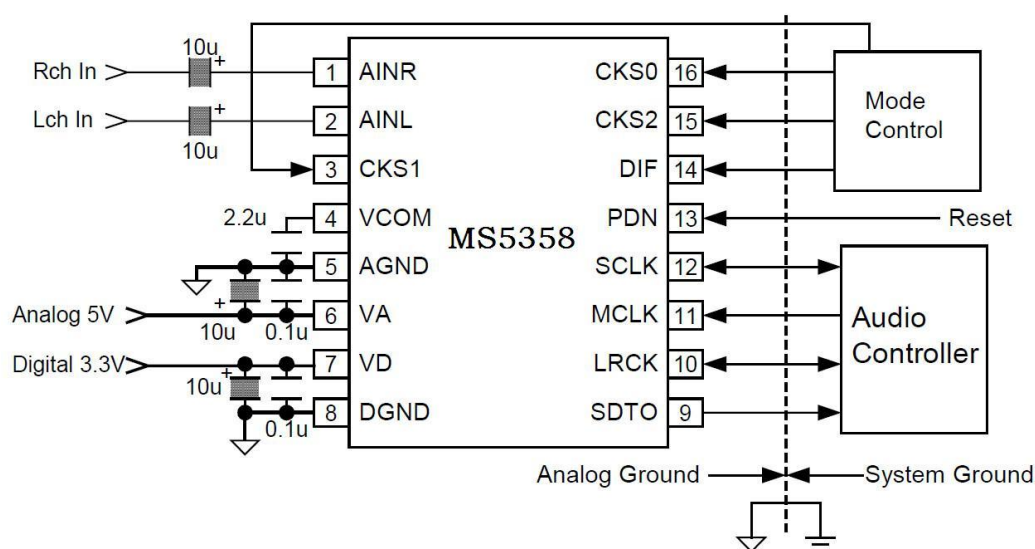 10u
+
Rch In
1
AINR
CKS0
16
Mode
Control
Lch In
+
10u
2
AINL
CKS2
15
3
CKS1
DIF
14
2.2u
4
VCOM
PDN
13
Reset
MS5358
5
AGND
SCLK
12
Analog 5V
+
10u
0.1u
6
VA
MCLK
11
Audio
Controller
Digital 3.3V
+
10u
7
VD
LRCK
10
0.1u
8
DGND
SDTO
9
Analog Ground
System Ground